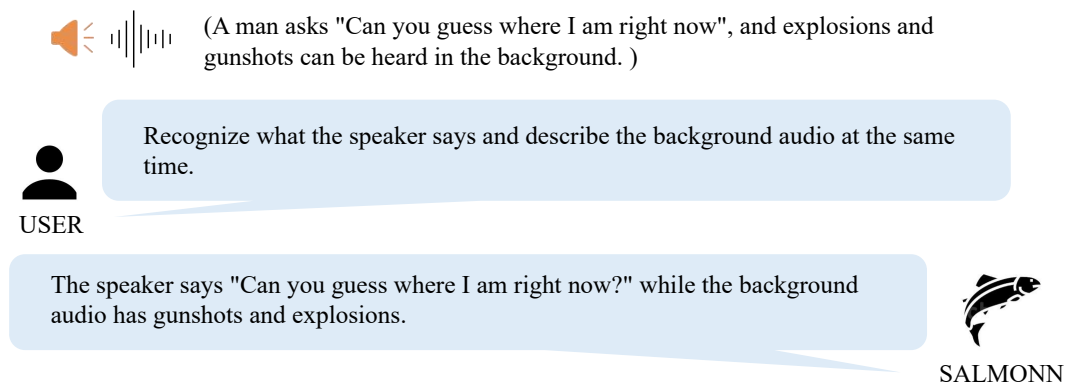 (A man asks "Can you guess where I am right now", and explosions and
gunshots can be heard in the background. )
Recognize what the speaker says and describe the background audio at the same
time.
USER
The speaker says "Can you guess where I am right now?" while the background
audio has gunshots and explosions.
SALMONN